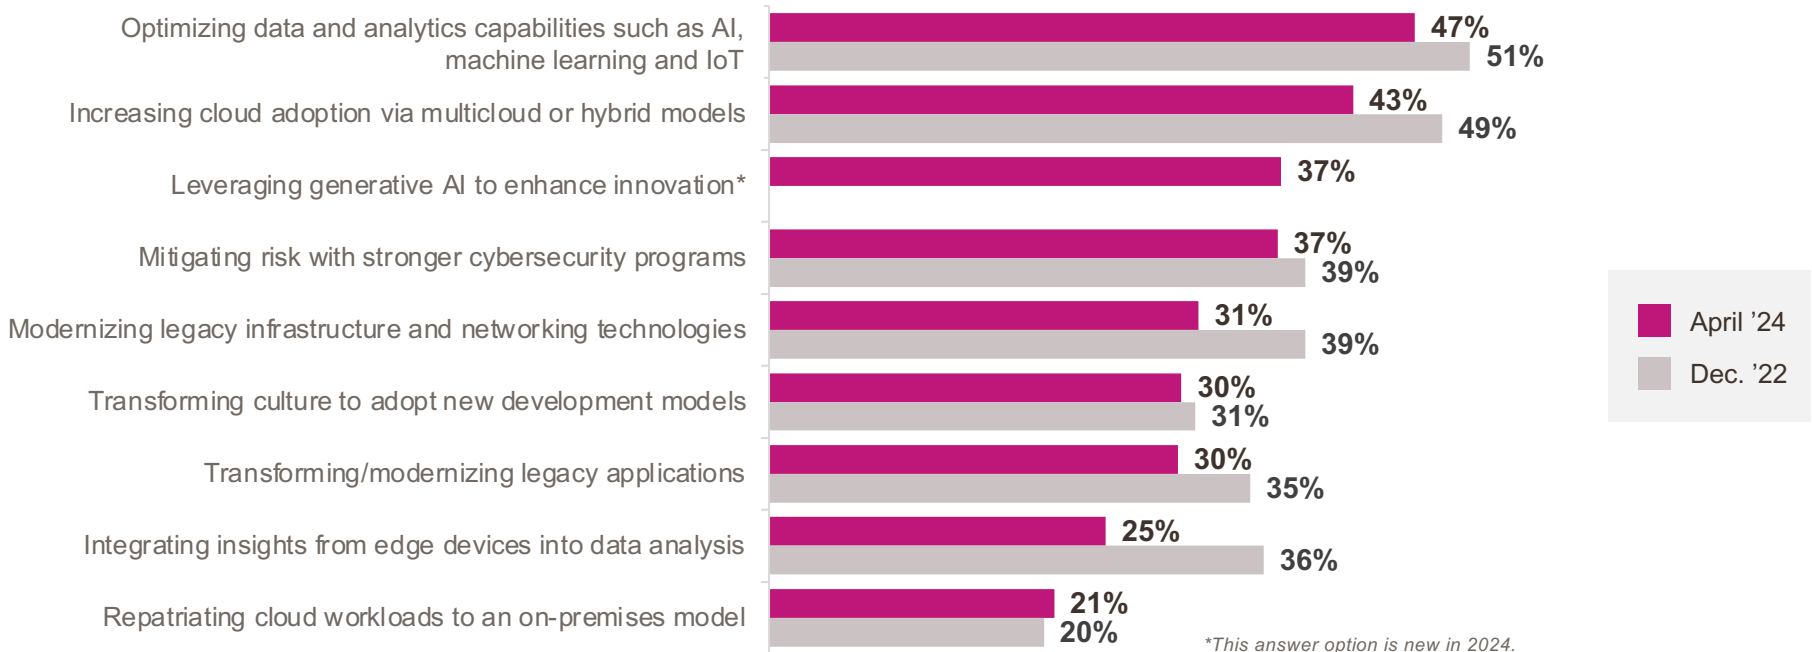 Optimizing data and analytics capabilities such as AI,
machine learning and IoT
47%
51%
Increasing cloud adoption via multicloud or hybrid models
43%
49%
Leveraging generative AI to enhance innovation*
37%
Mitigating risk with stronger cybersecurity programs
37%
39%
Modernizing legacy infrastructure and networking technologies
31%
39%
Transforming culture to adopt new development models
30%
31%
Transforming/modernizing legacy applications
30%
35%
Integrating insights from edge devices into data analysis
25%
36%
Repatriating cloud workloads to an on-premises model
21%
20%
April ’24
Dec. ’22
*This answer option is new in 2024.